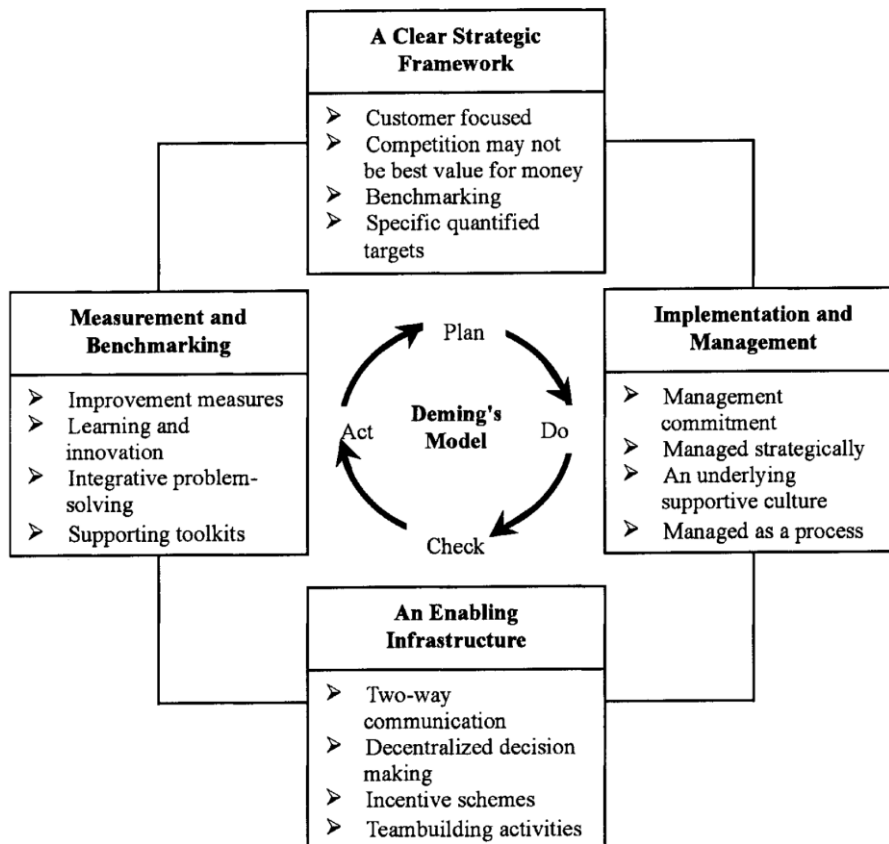 A Clear Strategic
Framework
➢ Customer focused
➢ Competition may not
be best value for money
➢ Benchmarking
➢ Specific quantified
targets
Measurement and
Benchmarking
➢ Improvement measures
➢ Learning and
innovation
➢ Integrative problem-
solving
➢ Supporting toolkits
Plan
Deming's
Model
Act
Do
Check
Implementation and
Management
➢ Management
commitment
➢ Managed strategically
➢ An underlying
supportive culture
➢ Managed as a process
An Enabling
Infrastructure
➢ Two-way
communication
➢ Decentralized decision
making
➢ Incentive schemes
➢ Teambuilding activities